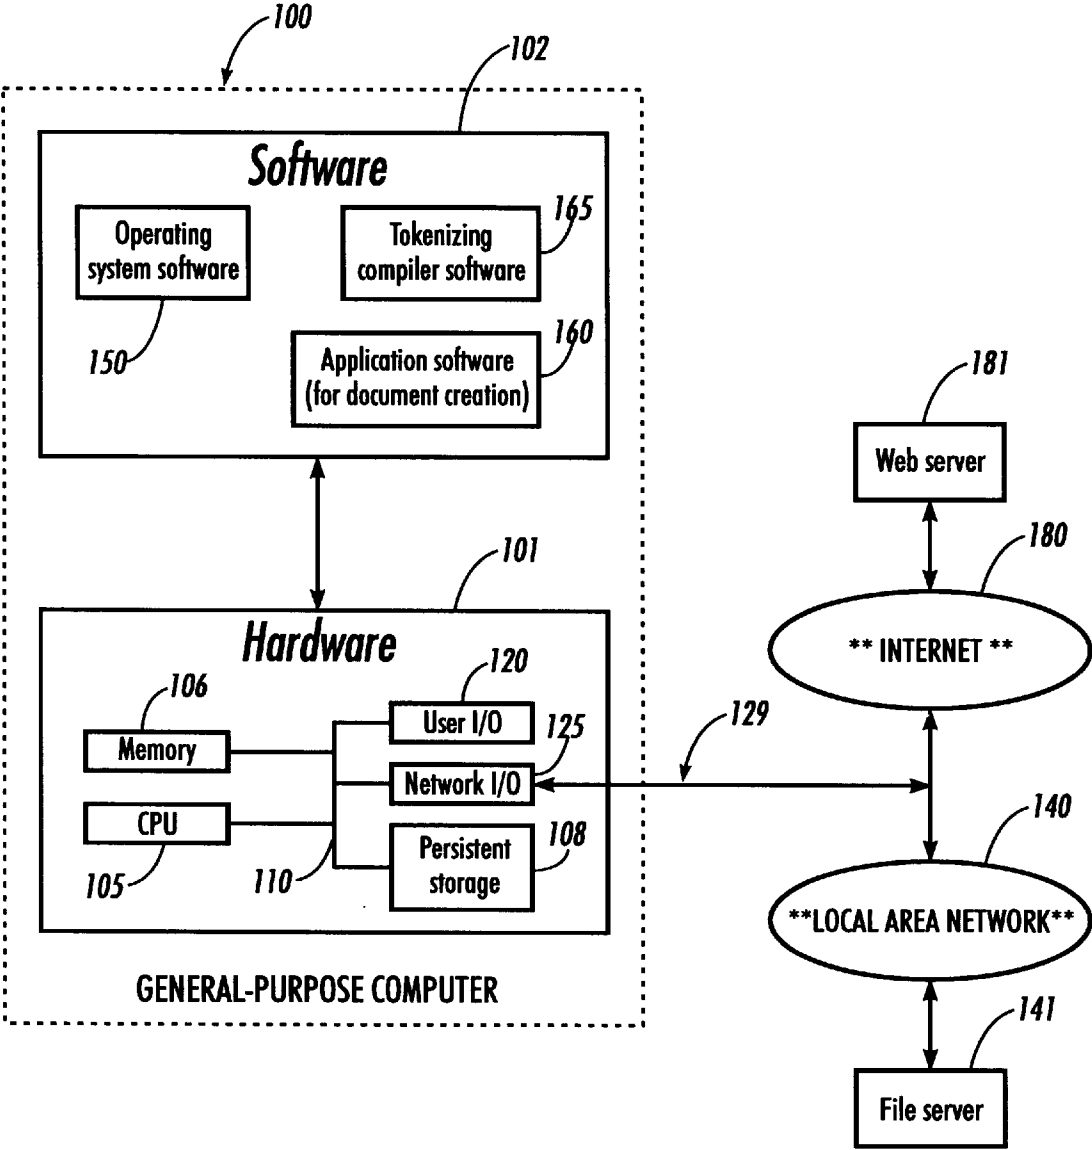 100
102
Software
165
Operating
system software
Tokenizing
compiler software
150
160
Application software
(for document creation)
181
Web server
101
180
Hardware
** INTERNET **
106
120
User I/O
129
125
Memory
Network I/O
CPU
108
140
105
110
Persistent
storage
**LOCAL AREA NETWORK**
GENERAL-PURPOSE COMPUTER
141
File server